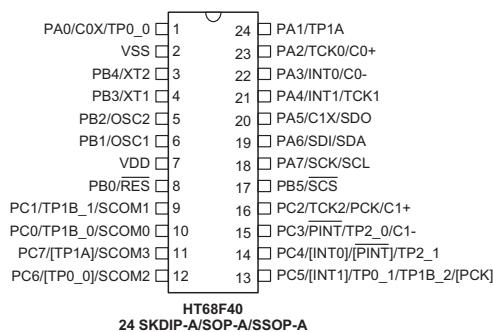 PA0/C0X/TP0_0 1 24 PA1/TP1A
VSS 2 23 PA2/TCK0/C0+
PB4/XT2 3 22 PA3/INT0/C0-
PB3/XT1 4 21 PA4/INT1/TCK1
PB2/OSC2 5 20 PA5/C1X/SDO
PB1/OSC1 6 19 PA6/SDI/SDA
VDD 7 18 PA7/SCK/SCL
PB0/RES 8 17 PB5/SCS
PC1/TP1B_1/SCOM1 9 16 PC2/TCK2/PCK/C1+
PC0/TP1B_0/SCOM0 10 15 PC3/PINT/TP2_0/C1-
PC7/[TP1A]/SCOM3 11 14 PC4/[INT0]/[PINT]/TP2_1
PC6/[TP0_0]/SCOM2 12 13 PC5/[INT1]/TP0_1/TP1B_2/[PCK]
HT68F40
24 SKDIP-A/SOP-A/SSOP-A